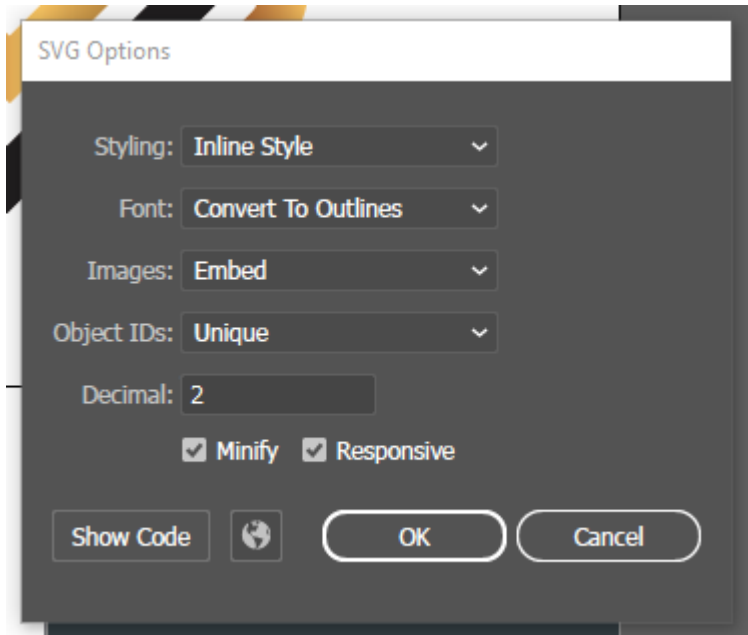 SVG Options
Styling: Inline Style
Font: Convert To Outlines
Images: Embed
Object IDs: Unique
Decimal: 2
Minify Responsive
Show Code OK Cancel